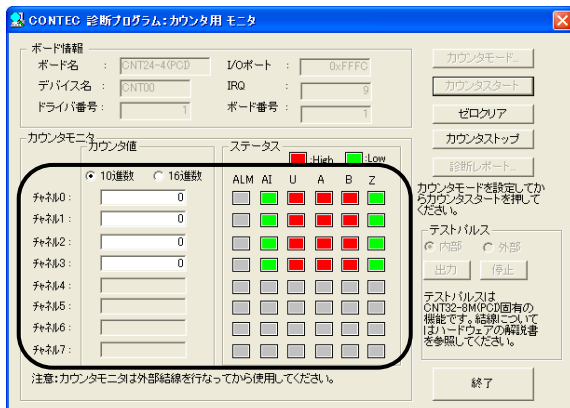 CONTEC 診断プログラム:カウンタ用 モニタ
ボード情報
ボード名 : CNT24-4(PCI)
I/Oポート : 0xFFFC
デバイス名 : CNT00
IRQ : 9
ドライバ番号 : 1
ボード番号 : 1
カウンタモード...
カウンタスタート
ゼロクリア
カウンタストップ
診断レポート...
カウンタモニタ
カウンタ値
10進数 16進数
ステータス
:High :Low
ALM AI U A B Z
チャネル0 : 0
チャネル1 : 0
チャネル2 : 0
チャネル3 : 0
チャネル4 :
チャネル5 :
チャネル6 :
チャネル7 :
カウンタモードを設定してか
らカウンタスタートを押して
ください。
テストパルス
内部 外部
出力 停止
テストパルスは
CNT32-8M(PCI)固有の
機能です。結線について
はハードウェアの解説書
を参照してください。
注意:カウンタモニタは外部結線を行なってから使用してください。
終了